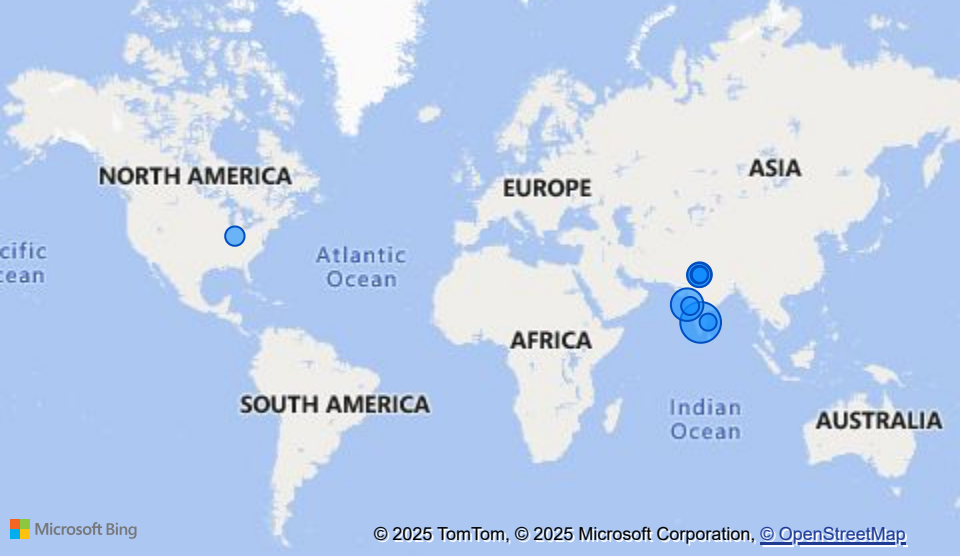 ASIA
NORTH AMERICA
EUROPE
cific
cean
Atlantic
Ocean
AFRICA
SOUTH AMERICA
Indian
Ocean
AUSTRALIA
Microsoft Bing
© 2025 TomTom, © 2025 Microsoft Corporation, © OpenStreetMap